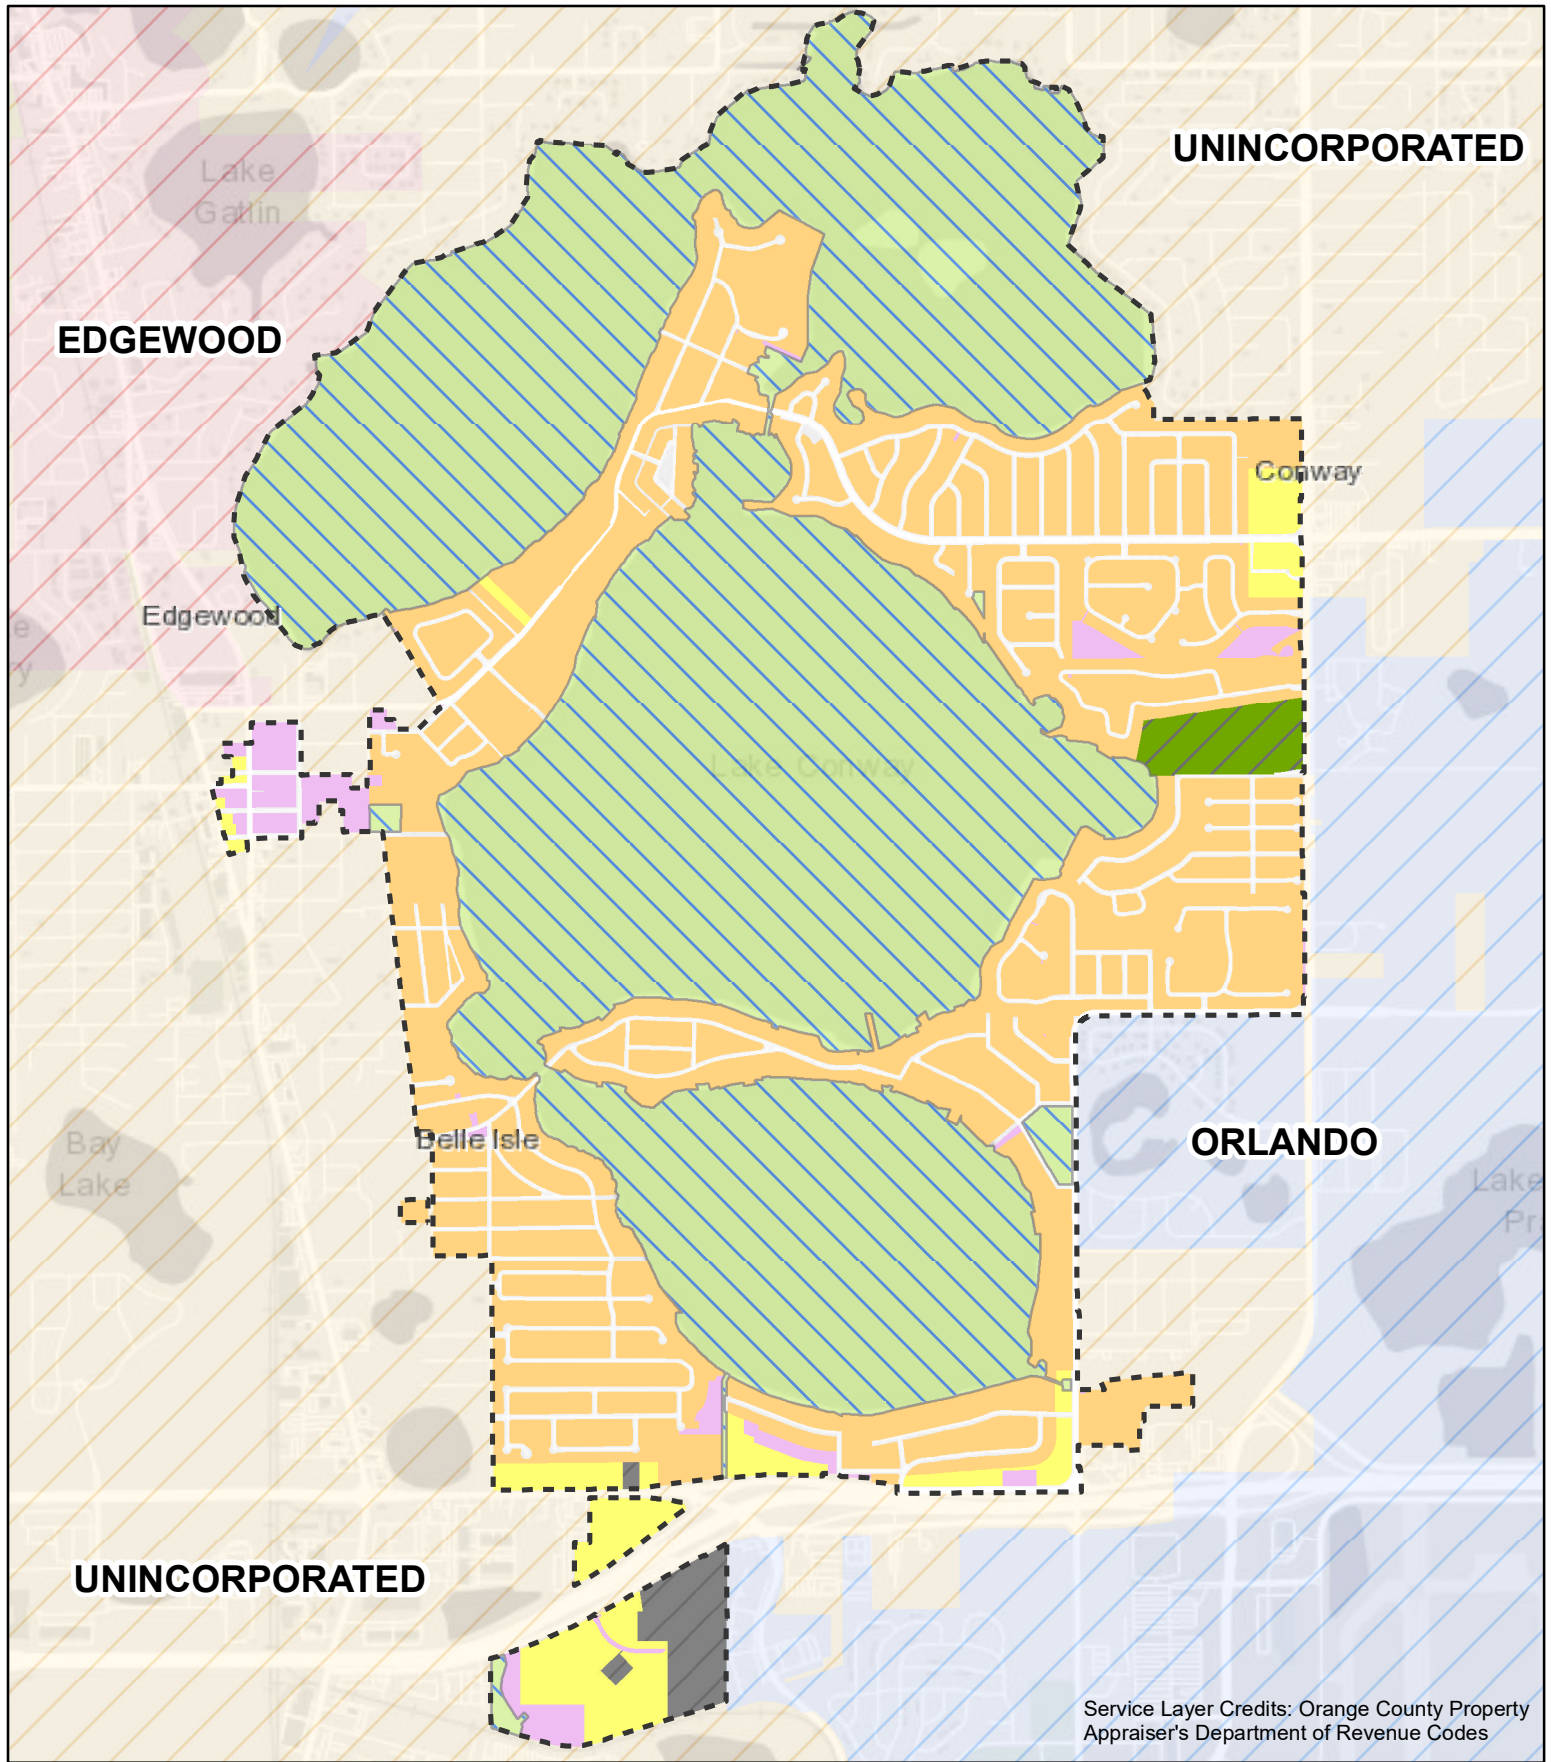 UNINCORPORATED
Lake
Gatlin
EDGEWOOD
Conway
Edgewood
Lake Conway
Belle Isle
Bay
Lake
ORLANDO
Lake
UNINCORPORATED
Service Layer Credits: Orange County Property
Appraiser's Department of Revenue Codes